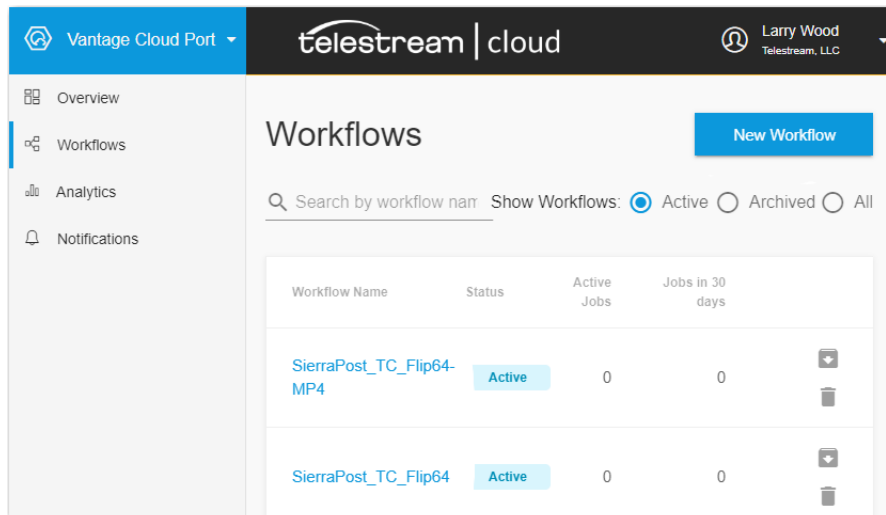 Vantage Cloud Port
telestream | cloud
Larry Wood
Telestream, LLC
Overview
Workflows
Analytics
Notifications
Workflows
New Workflow
Search by workflow nam
Show Workflows: Active Archived All
Workflow Name Status Active Jobs Jobs in 30 days
SierraPost_TC_Flip64-
MP4
Active 0 0
SierraPost_TC_Flip64 Active 0 0